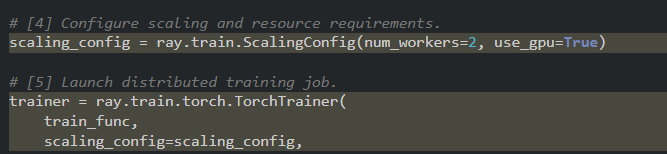 # [4] Configure scaling and resource requirements.
scaling_config = ray.train.ScalingConfig(num_workers=2, use_gpu=True)
# [5] Launch distributed training job.
trainer = ray.train.torch.TorchTrainer(
    train_func,
    scaling_config=scaling_config,